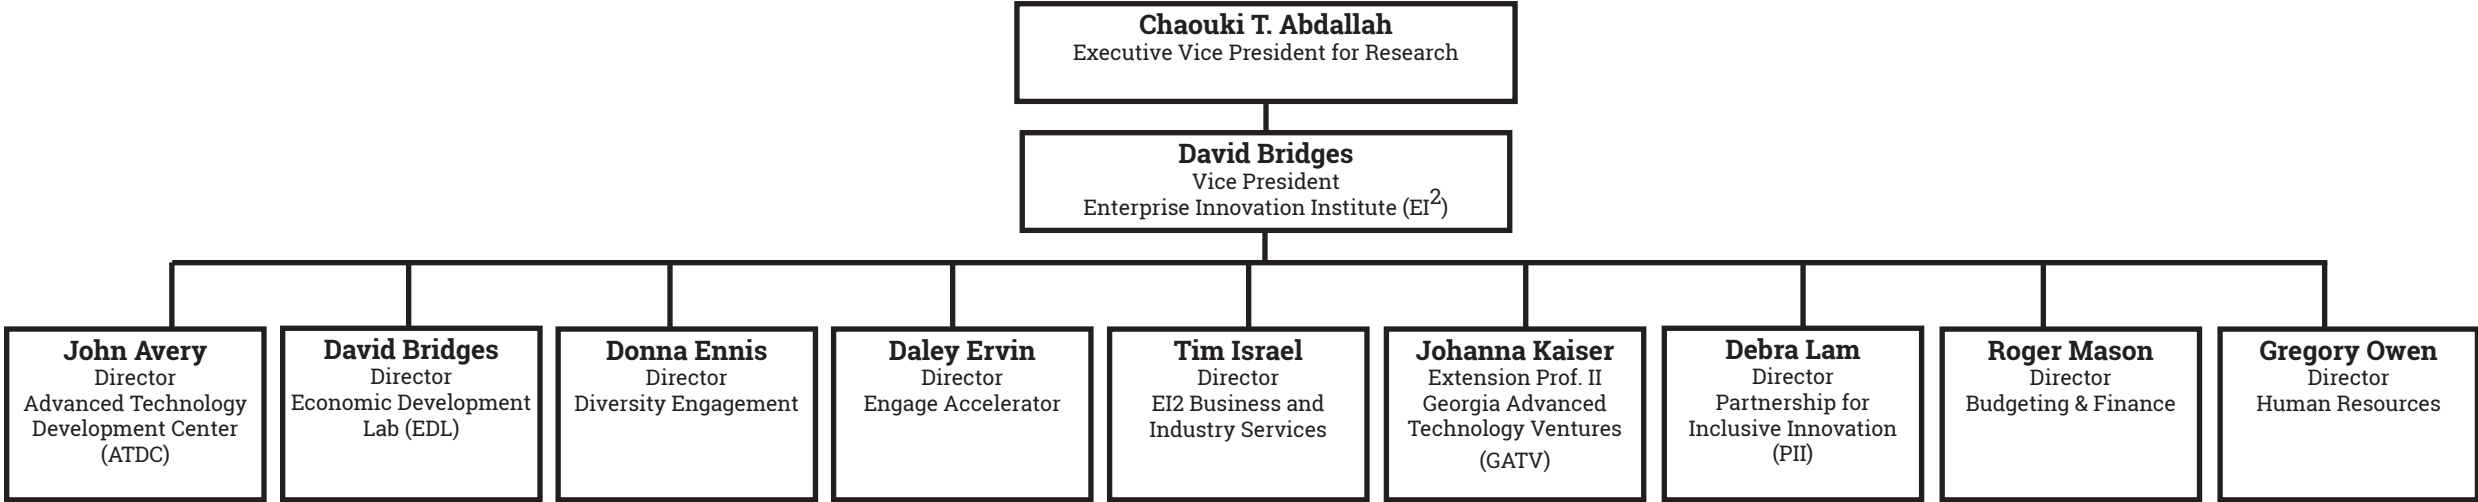 Chaouki T. Abdallah
Executive Vice President for Research
David Bridges
Vice President
Enterprise Innovation Institute (EI²)
John Avery
Director
Advanced Technology
Development Center
(ATDC)
David Bridges
Director
Economic Development
Lab (EDL)
Donna Ennis
Director
Diversity Engagement
Daley Ervin
Director
Engage Accelerator
Tim Israel
Director
EI2 Business and
Industry Services
Johanna Kaiser
Extension Prof. II
Georgia Advanced
Technology Ventures
(GATV)
Debra Lam
Director
Partnership for
Inclusive Innovation
(PII)
Roger Mason
Director
Budgeting & Finance
Gregory Owen
Director
Human Resources